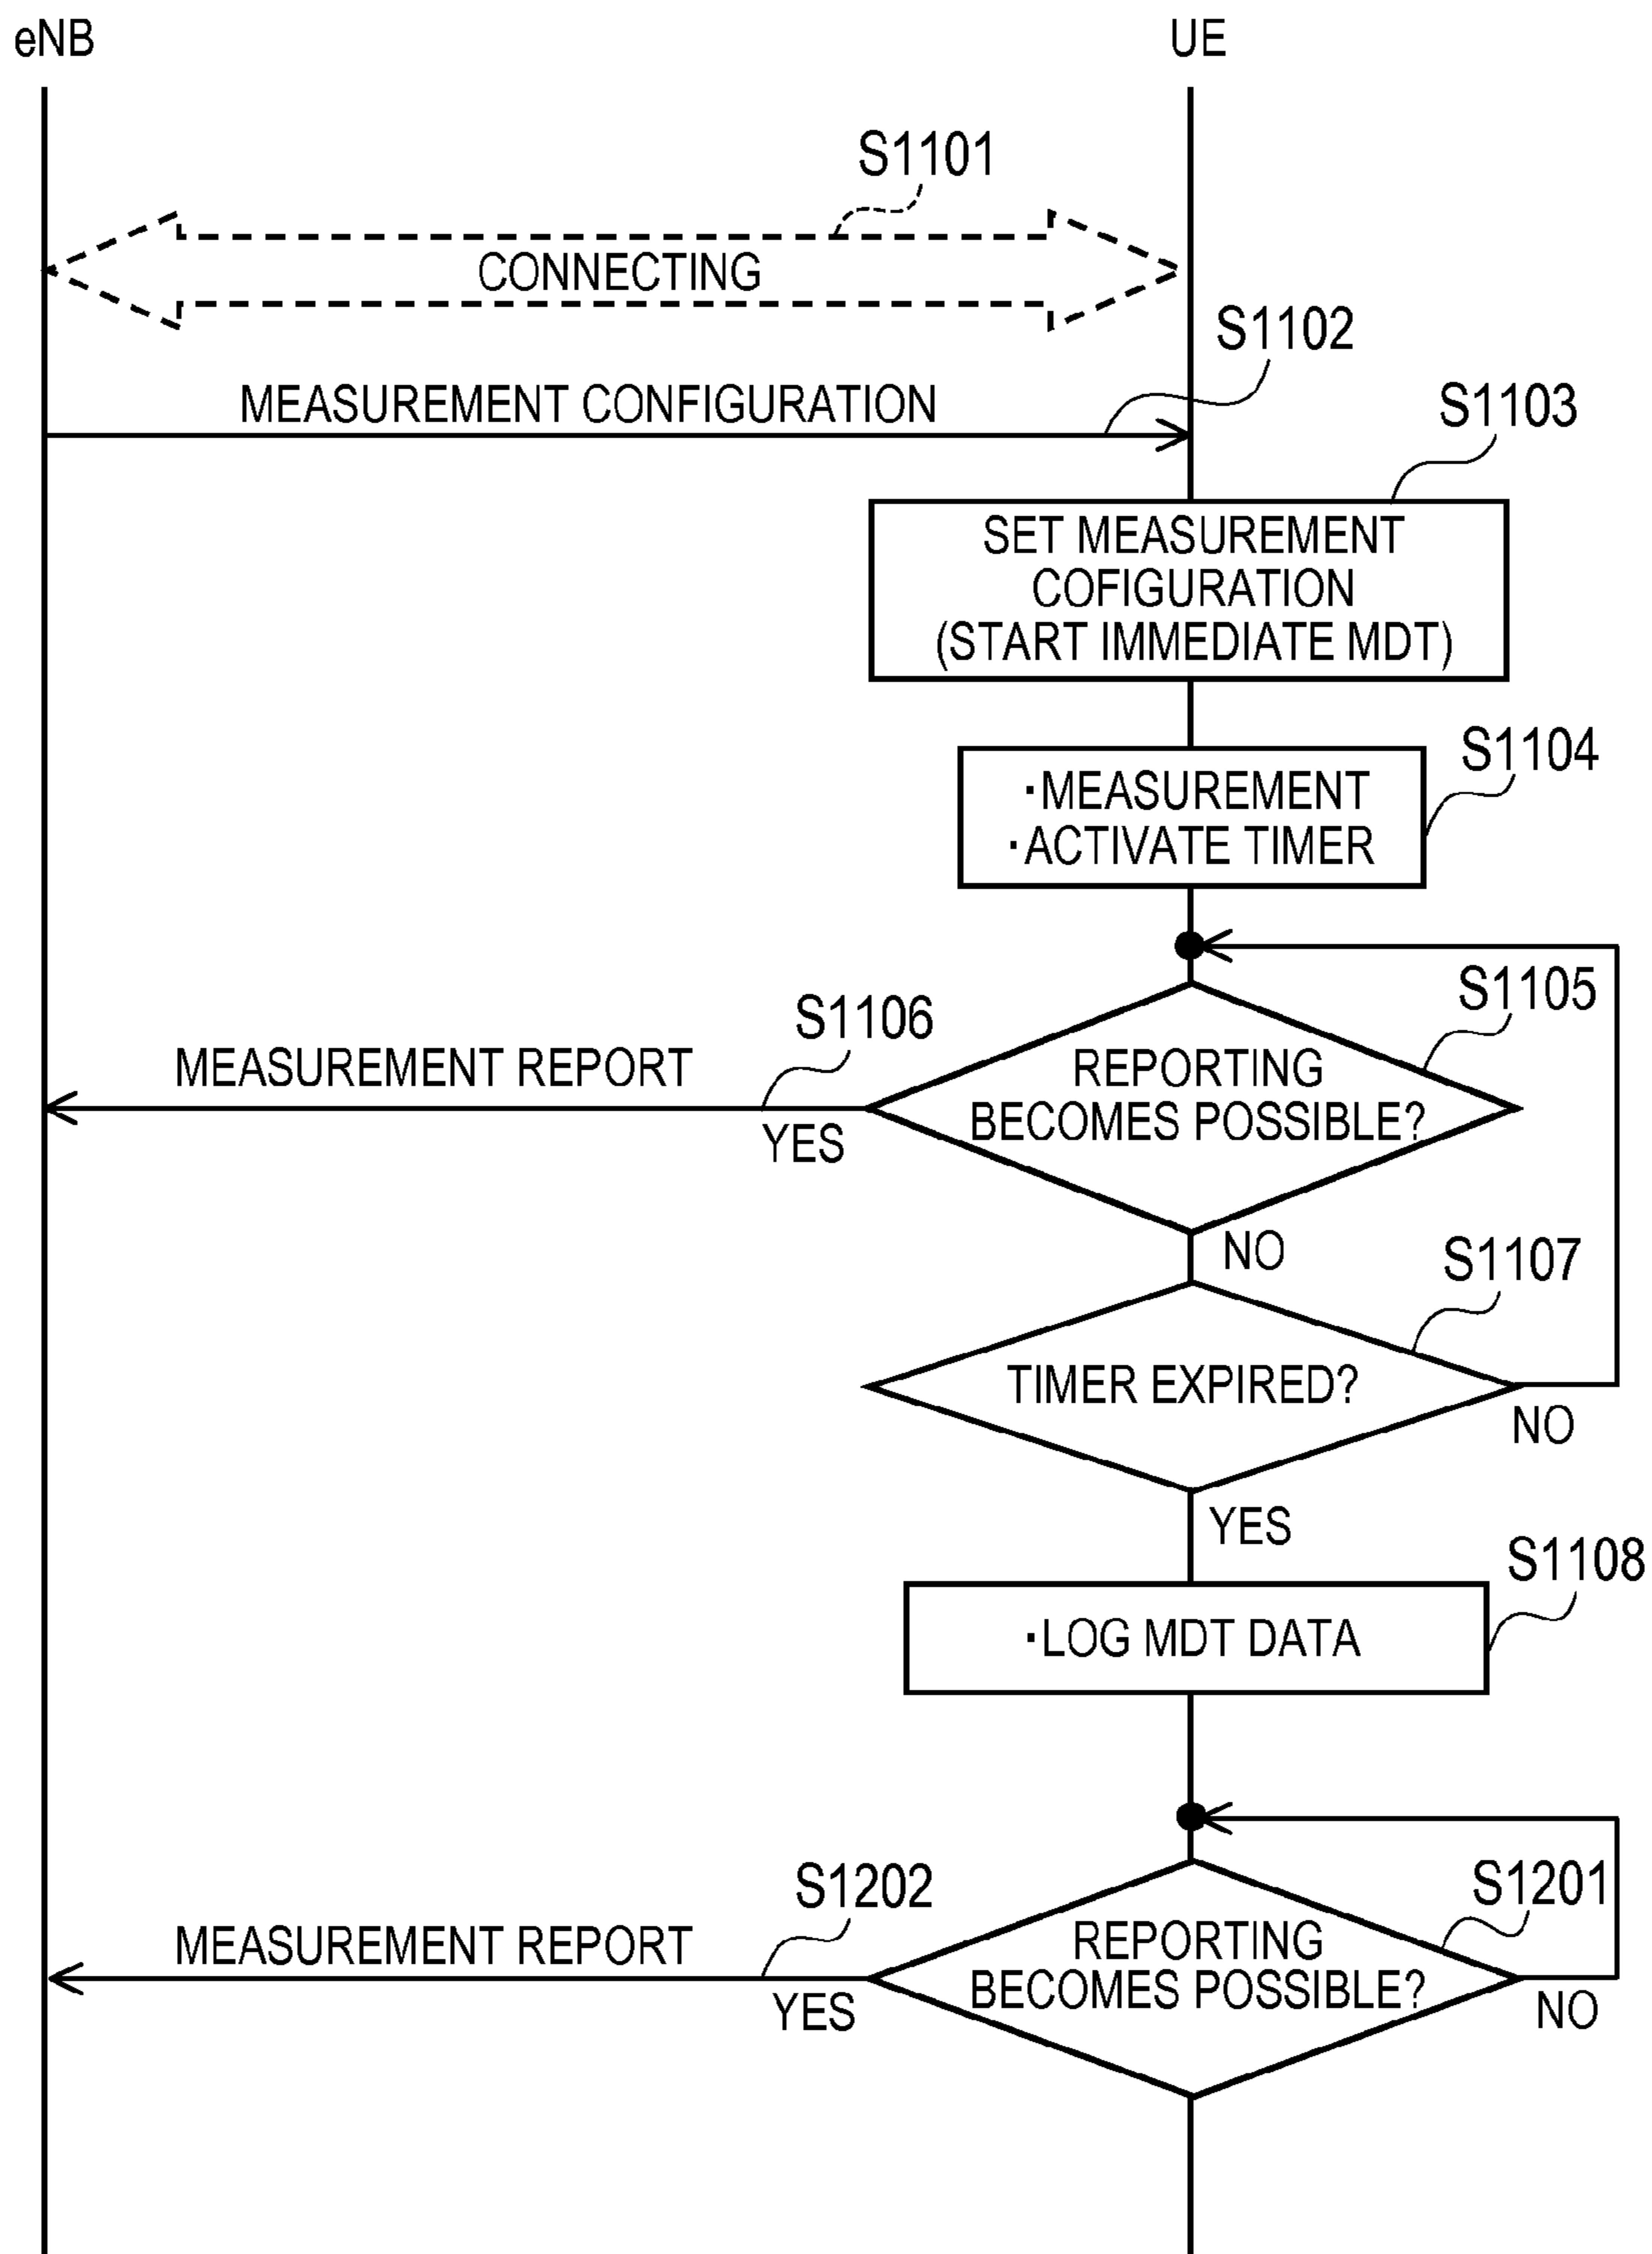 eNB
UE
S1101
CONNECTING
S1102
MEASUREMENT CONFIGURATION
S1103
SET MEASUREMENT
COFIGURATION
(START IMMEDIATE MDT)
S1104
·MEASUREMENT
·ACTIVATE TIMER
S1105
S1106
MEASUREMENT REPORT
REPORTING
BECOMES POSSIBLE?
YES
NO
S1107
TIMER EXPIRED?
NO
YES
S1108
·LOG MDT DATA
S1201
S1202
MEASUREMENT REPORT
REPORTING
BECOMES POSSIBLE?
YES
NO